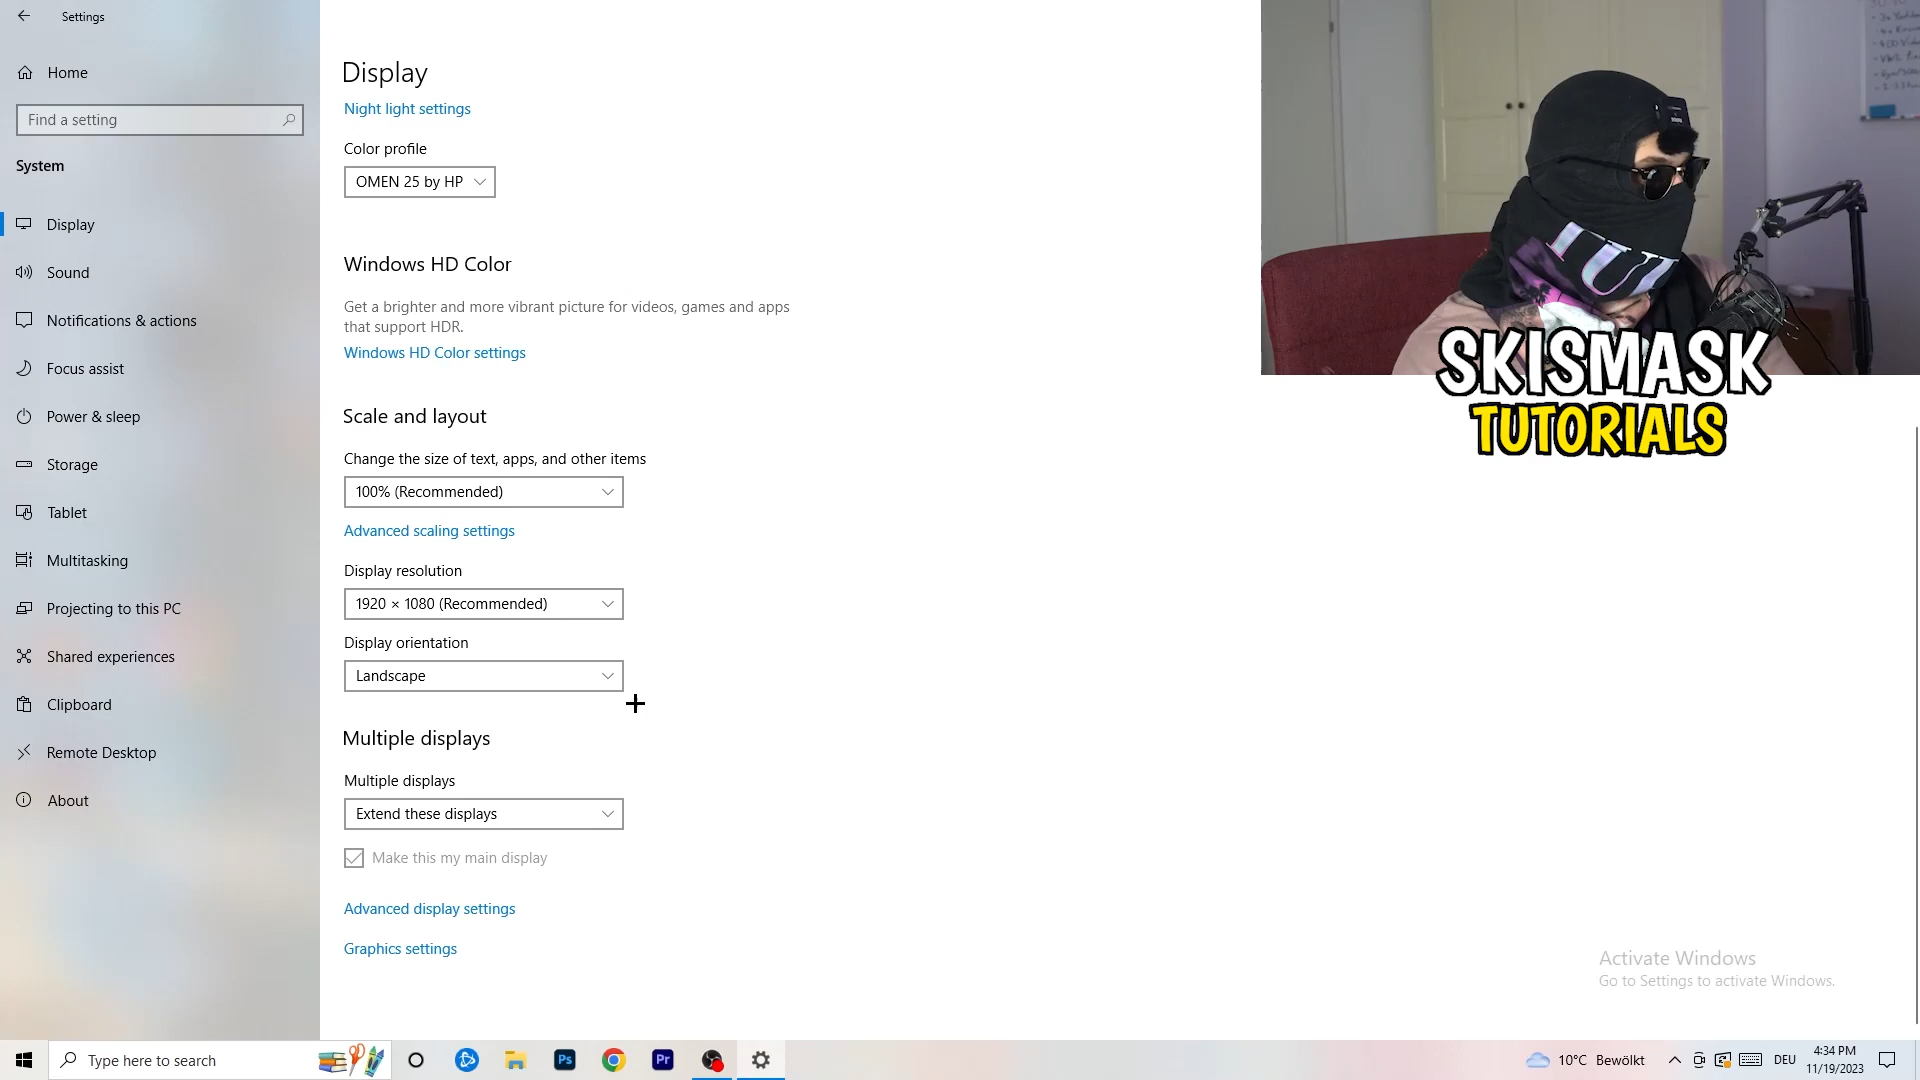 Settings
Home
Find a setting
System
Display
Sound
Notifications & actions
Focus assist
Power & sleep
Storage
Tablet
Multitasking
Projecting to this PC
Shared experiences
Clipboard
Remote Desktop
About
Display
Night light settings
Color profile
OMEN 25 by HP
Windows HD Color
Get a brighter and more vibrant picture for videos, games and apps
that support HDR.
Windows HD Color settings
Scale and layout
Change the size of text, apps, and other items
100% (Recommended)
Advanced scaling settings
Display resolution
1920 × 1080 (Recommended)
Display orientation
Landscape
Multiple displays
Multiple displays
Extend these displays
Make this my main display
Advanced display settings
Graphics settings
SKISMASK
TUTORIALS
Activate Windows
Go to Settings to activate Windows.
Type here to search
Ps
Pr
10°C Bewölkt
DEU
4:34 PM
11/19/2023